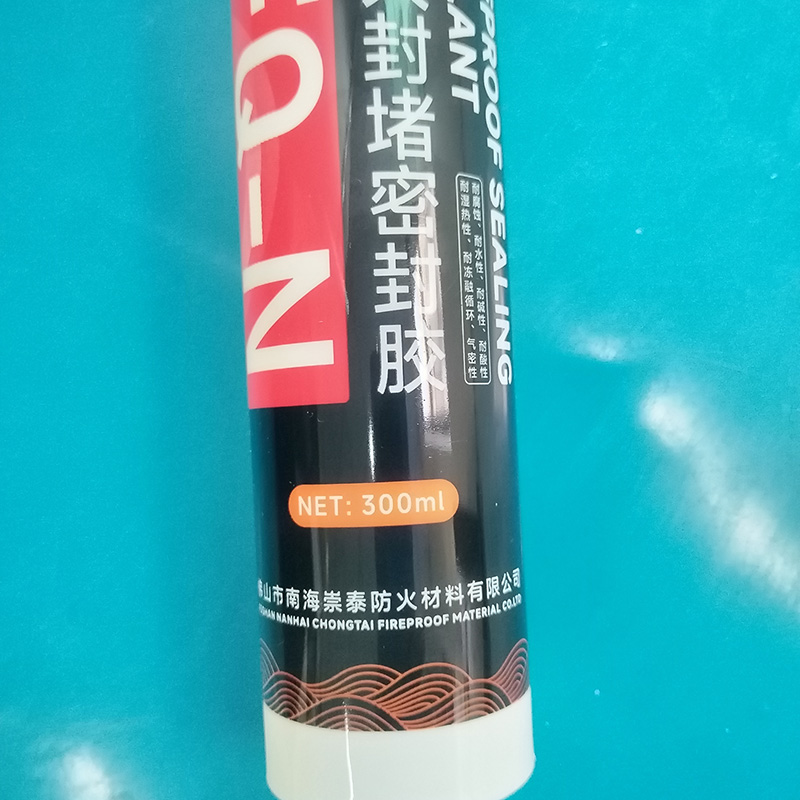 Q-N
封堵密封胶
PROOF SEALING
ANT
耐腐蚀、耐水性、耐碱性、耐酸性
耐湿热性、耐冻融循环、气密性
NET: 300ml
山市南海崇泰防火材料有限公司
SHAN NANHAI CHONGTAI FIREPROOF MATERIAL CO.LTD